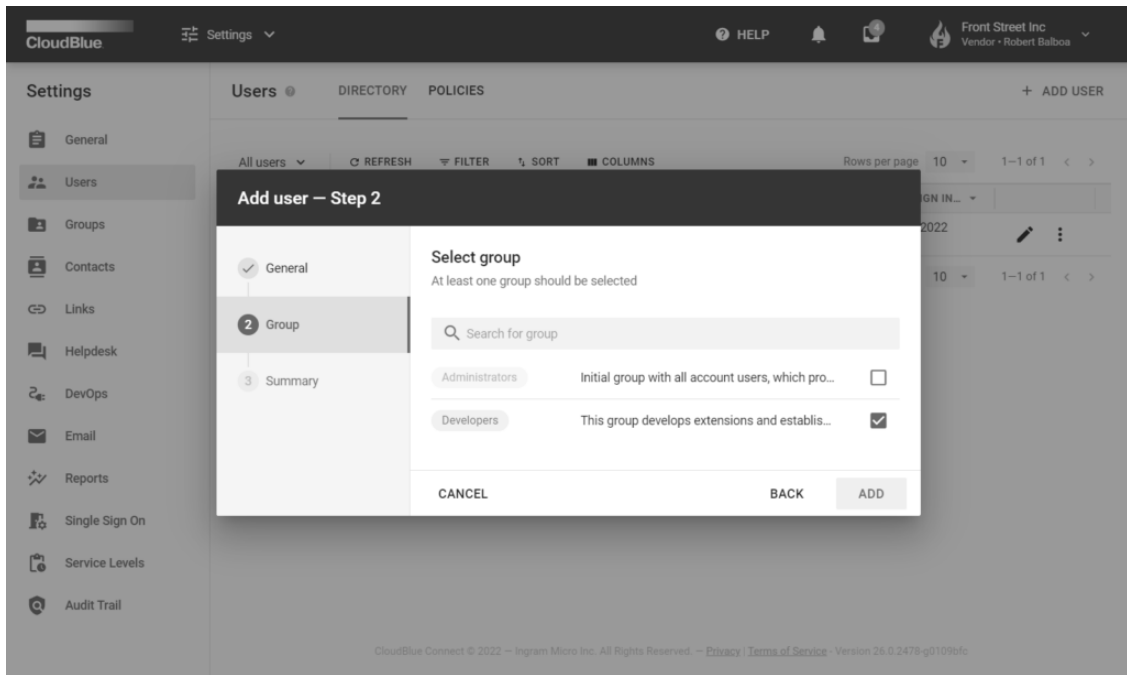 CloudBlue
Settings
HELP
4
Front Street Inc
Vendor • Robert Balboa
Settings
General
Users
Groups
Contacts
Links
Helpdesk
DevOps
Email
Reports
Single Sign On
Service Levels
Audit Trail
Users
DIRECTORY
POLICIES
+ ADD USER
All users
REFRESH
FILTER
SORT
COLUMNS
Rows per page 10
1–1 of 1
GN IN...
2022
10
1–1 of 1
Add user — Step 2
General
2 Group
3 Summary
Select group
At least one group should be selected
Search for group
Administrators
Initial group with all account users, which pro...
Developers
This group develops extensions and establis...
CANCEL
BACK
ADD
CloudBlue Connect © 2022 — Ingram Micro Inc. All Rights Reserved. — Privacy | Terms of Service - Version 26.0.2478-g0109bfc